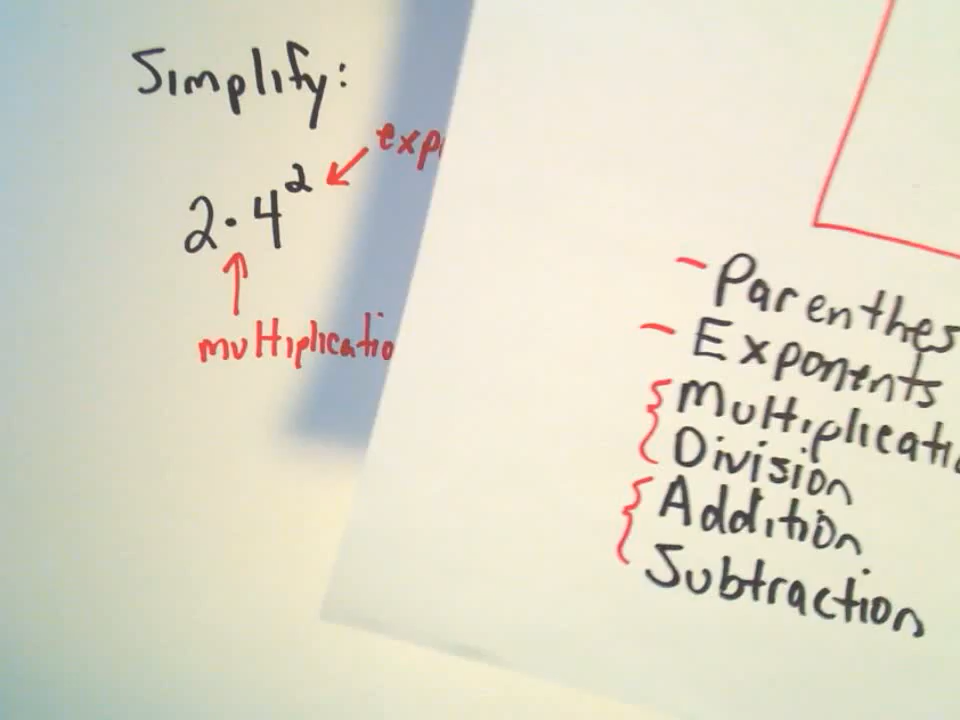 Simplify:
exp
2 · 4²
multiplicatio
- Parenthes
- Exponents
Multiplicati
Division
Addition
Subtraction